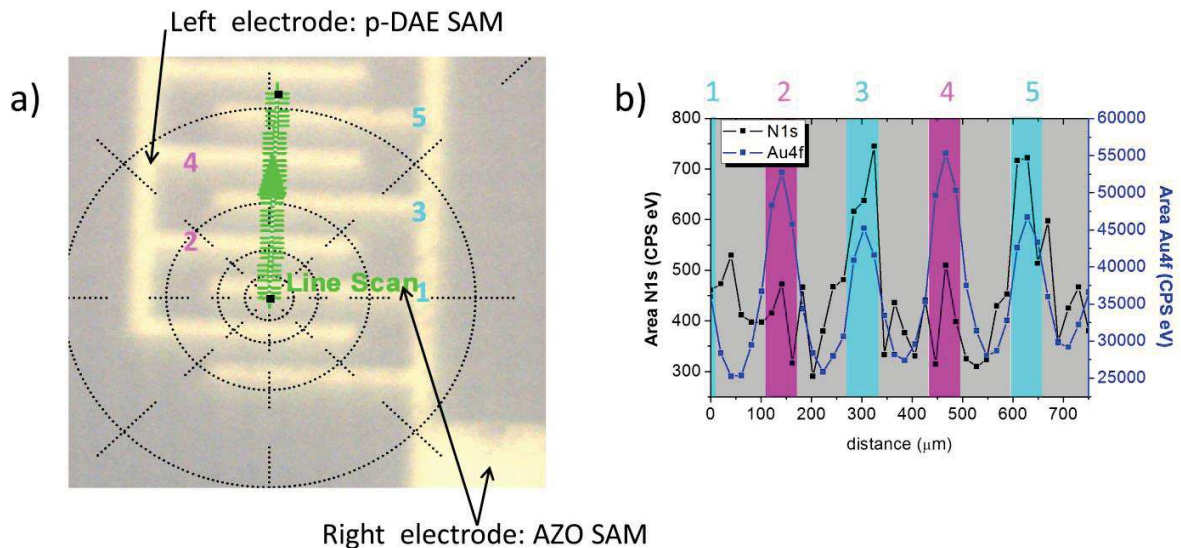 Left electrode: p-DAE SAM
a)
5
4
3
2
Line Scan
1
Right electrode: AZO SAM
b)
1 2 3 4 5
N1s
Au4f
800
700
600
500
400
300
Area N1s (CPS eV)
60000
55000
50000
45000
40000
35000
30000
25000
Area Au4f (CPS eV)
0 100 200 300 400 500 600 700
distance (μm)